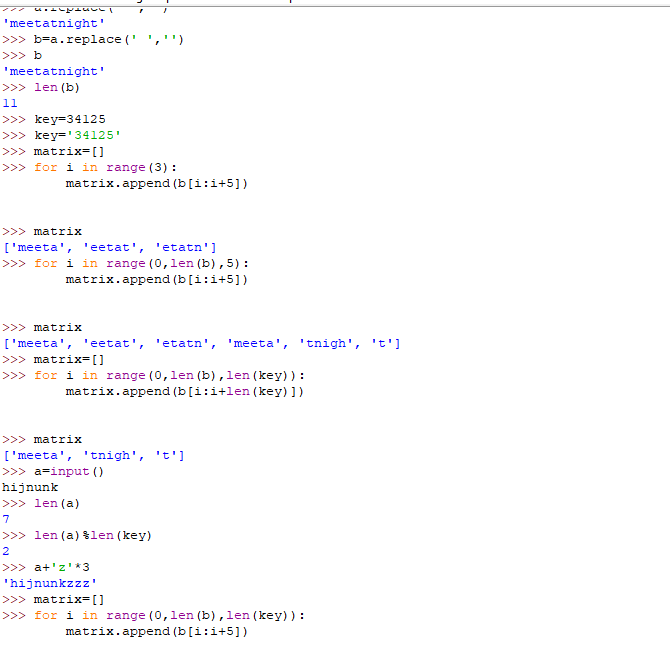 'meetatnight'
>>> b=a.replace(' ','')
>>> b
'meetatnight'
>>> len(b)
11
>>> key=34125
>>> key='34125'
>>> matrix=[]
>>> for i in range(3):
        matrix.append(b[i:i+5])
>>> matrix
['meeta', 'eetat', 'etatn']
>>> for i in range(0,len(b),5):
        matrix.append(b[i:i+5])
>>> matrix
['meeta', 'eetat', 'etatn', 'meeta', 'tnigh', 't']
>>> matrix=[]
>>> for i in range(0,len(b),len(key)):
        matrix.append(b[i:i+len(key)])
>>> matrix
['meeta', 'tnigh', 't']
>>> a=input()
hijnunk
>>> len(a)
7
>>> len(a)%len(key)
2
>>> a+'z'*3
'hijnunkzzz'
>>> matrix=[]
>>> for i in range(0,len(b),len(key)):
        matrix.append(b[i:i+5])